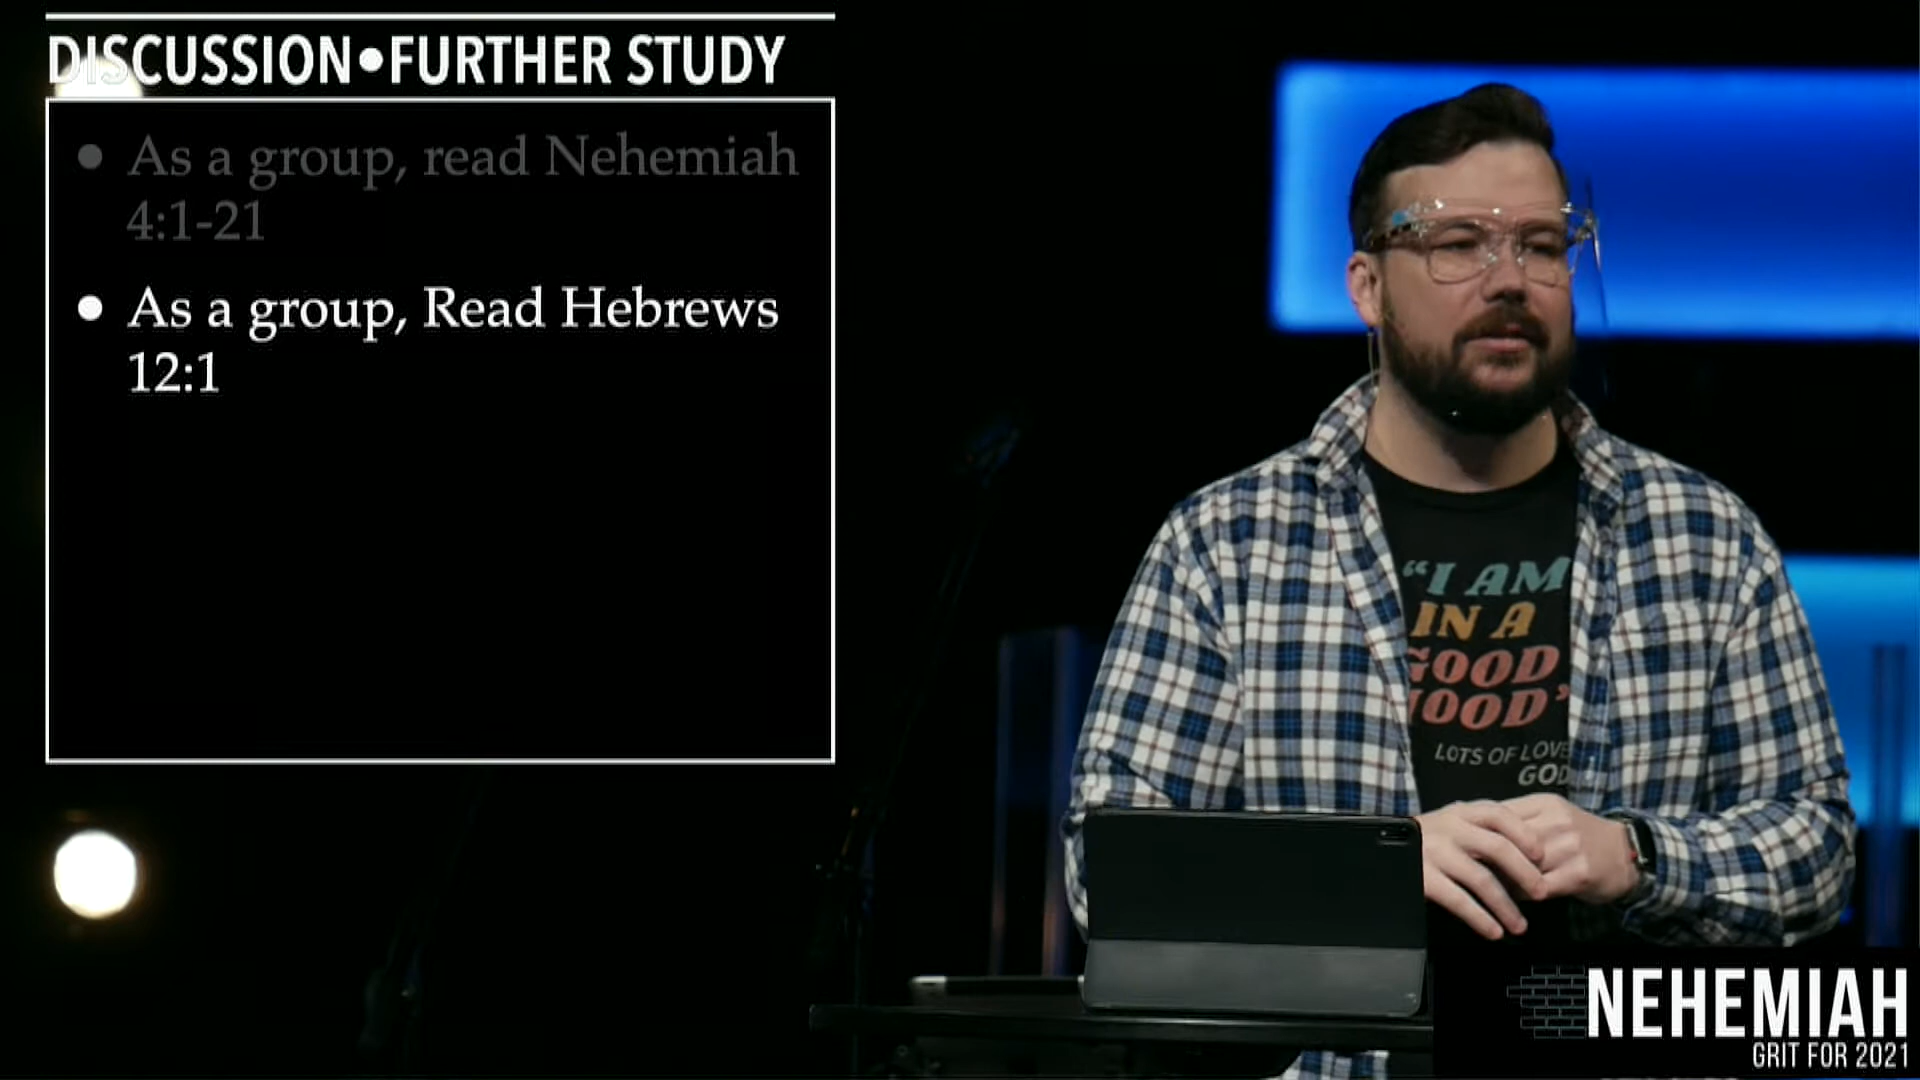 DISCUSSION•FURTHER STUDY
• As a group, read Nehemiah
4:1-21
• As a group, Read Hebrews
12:1
“I AM
IN A
GOOD
LOTS OF LOVE
GOD
NEHEMIAH
GRIT FOR 2021